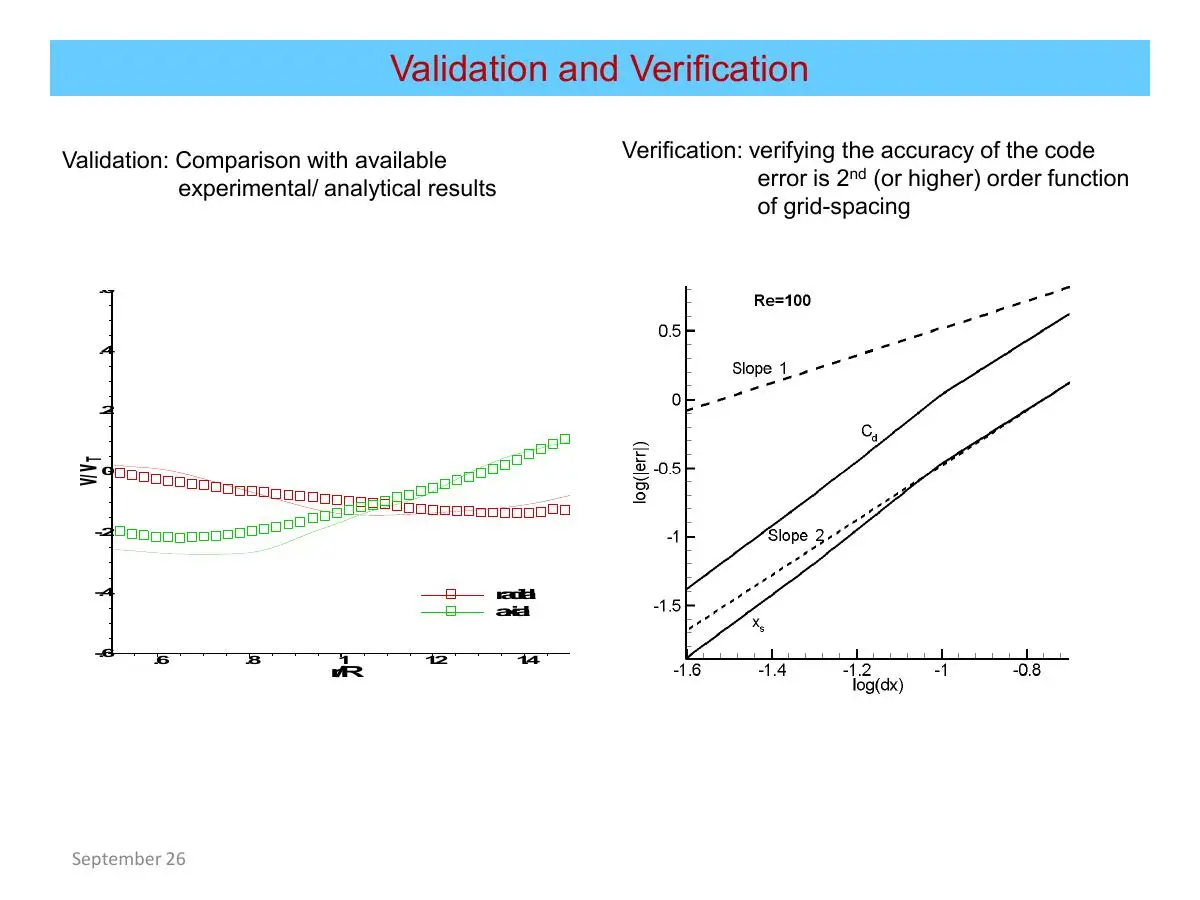 Validation and Verification
Validation: Comparison with available
experimental/ analytical results
Verification: verifying the accuracy of the code
error is 2nd (or higher) order function
of grid-spacing
.4
.2
0
-.2
-.4
-.6
V/VT
.6
.8
1
1.2
1.4
r/R
radial
axial
Re=100
Slope 1
Cd
Slope 2
xs
0.5
0
-0.5
-1
-1.5
log(|err|)
-1.6
-1.4
-1.2
-1
-0.8
log(dx)
September 26